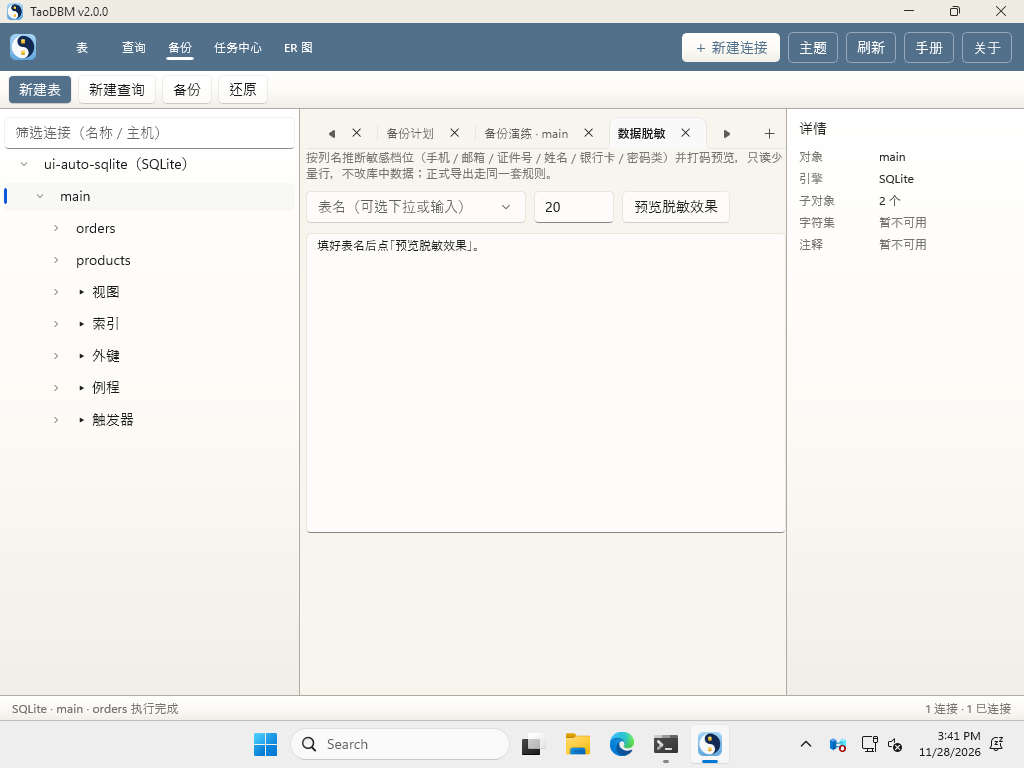 TaoDBM v2.0.0
表 查询 备份 任务中心 ER 图 + 新建连接 主题 刷新 手册 关于
新建表 新建查询 备份 还原
筛选连接（名称 / 主机）
ui-auto-sqlite（SQLite）
main
orders
products
视图
索引
外键
例程
触发器
备份计划 备份演练 · main 数据脱敏
按列名推断敏感档位（手机 / 邮箱 / 证件号 / 姓名 / 银行卡 / 密码类）并打码预览，只读少
量行，不改库中数据；正式导出走同一套规则。
表名（可选下拉或输入） 20 预览脱敏效果
填好表名后点「预览脱敏效果」。
详情
对象 main
引擎 SQLite
子对象 2 个
字符集 暂不可用
注释 暂不可用
SQLite · main · orders 执行完成 1 连接 · 1 已连接
Search
3:41 PM
11/28/2026